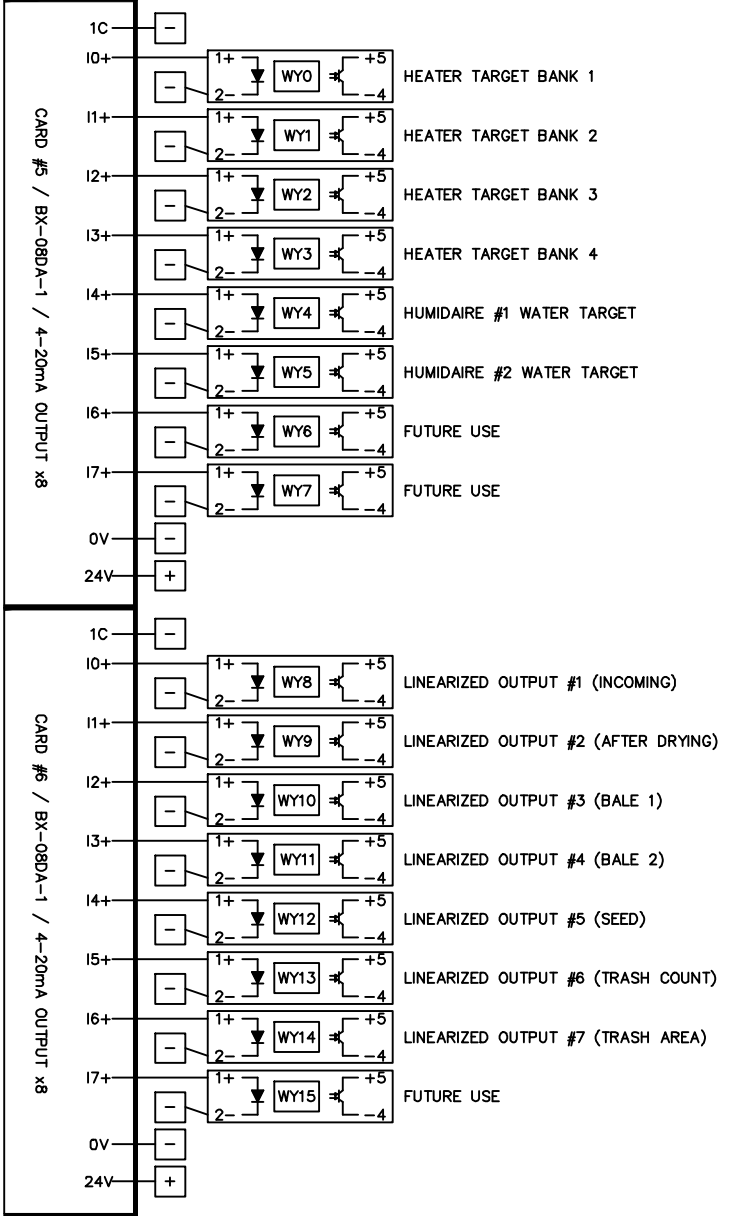 CARD #5 / BX-08DA-1 / 4-20mA OUTPUT x8
1C -
I0+ 1+ +5
- 2- WY0 -4 HEATER TARGET BANK 1
I1+ 1+ +5
- 2- WY1 -4 HEATER TARGET BANK 2
I2+ 1+ +5
- 2- WY2 -4 HEATER TARGET BANK 3
I3+ 1+ +5
- 2- WY3 -4 HEATER TARGET BANK 4
I4+ 1+ +5
- 2- WY4 -4 HUMIDAIRE #1 WATER TARGET
I5+ 1+ +5
- 2- WY5 -4 HUMIDAIRE #2 WATER TARGET
I6+ 1+ +5
- 2- WY6 -4 FUTURE USE
I7+ 1+ +5
- 2- WY7 -4 FUTURE USE
0V -
24V +
CARD #6 / BX-08DA-1 / 4-20mA OUTPUT x8
1C -
I0+ 1+ +5
- 2- WY8 -4 LINEARIZED OUTPUT #1 (INCOMING)
I1+ 1+ +5
- 2- WY9 -4 LINEARIZED OUTPUT #2 (AFTER DRYING)
I2+ 1+ +5
- 2- WY10 -4 LINEARIZED OUTPUT #3 (BALE 1)
I3+ 1+ +5
- 2- WY11 -4 LINEARIZED OUTPUT #4 (BALE 2)
I4+ 1+ +5
- 2- WY12 -4 LINEARIZED OUTPUT #5 (SEED)
I5+ 1+ +5
- 2- WY13 -4 LINEARIZED OUTPUT #6 (TRASH COUNT)
I6+ 1+ +5
- 2- WY14 -4 LINEARIZED OUTPUT #7 (TRASH AREA)
I7+ 1+ +5
- 2- WY15 -4 FUTURE USE
0V -
24V +